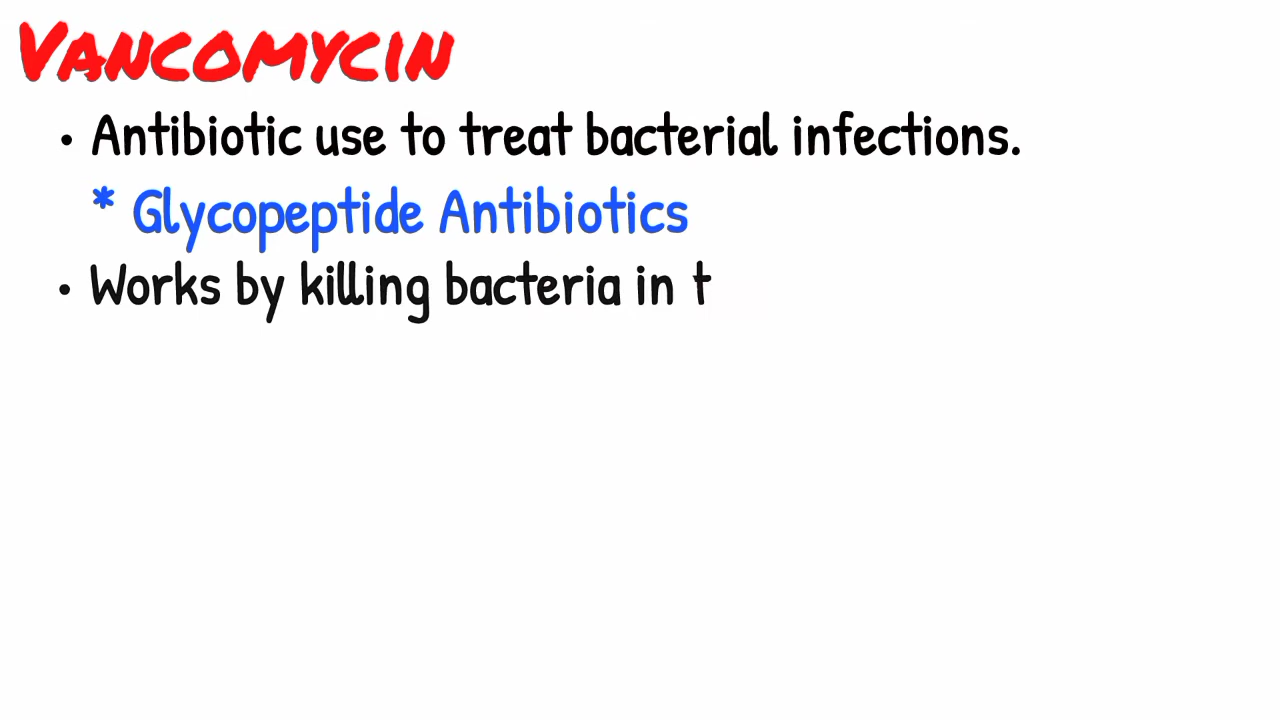 Vancomycin
• Antibiotic use to treat bacterial infections.
* Glycopeptide Antibiotics
• Works by killing bacteria in t